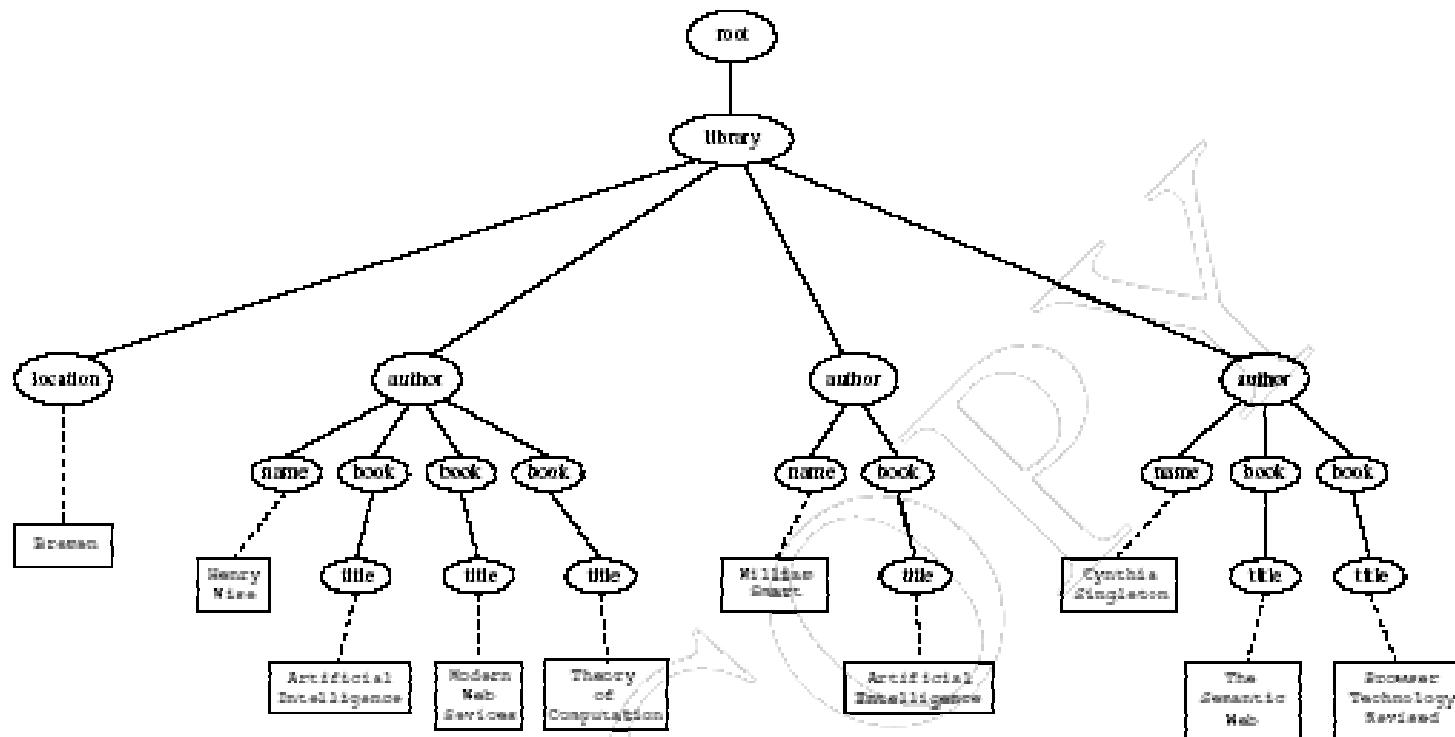 root
library
location
author
author
author
name
book
book
book
name
book
name
book
book
Bremen
Henry
Wise
title
title
title
William
Smart
title
Cynthia
Singleton
title
title
Artificial
Intelligence
Modern
Web
Sevices
Theory
of
Computation
Artificial
Intelligence
The
Semantic
Web
Browser
Technology
Revised
COPY